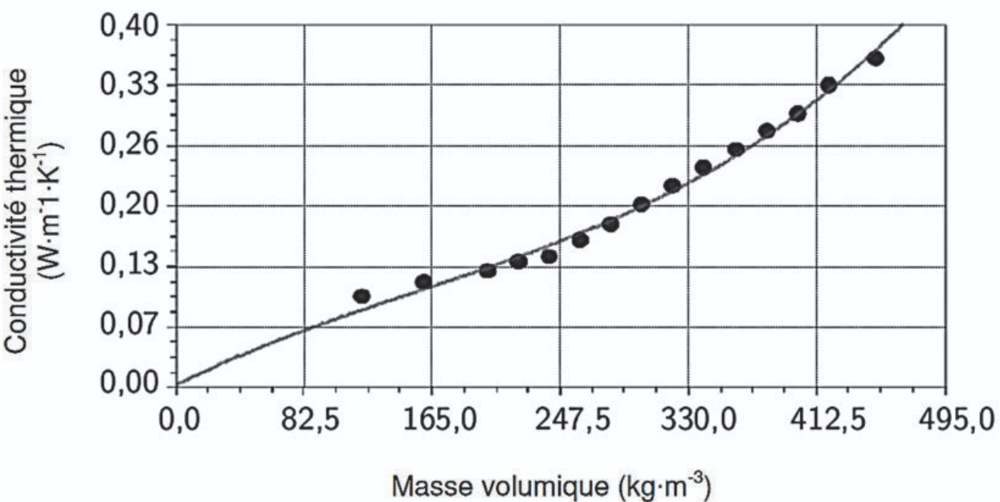 Conductivité thermique
(W·m⁻1·K⁻¹)
0,40
0,33
0,26
0,20
0,13
0,07
0,00
0,0 82,5 165,0 247,5 330,0 412,5 495,0
Masse volumique (kg·m⁻³)